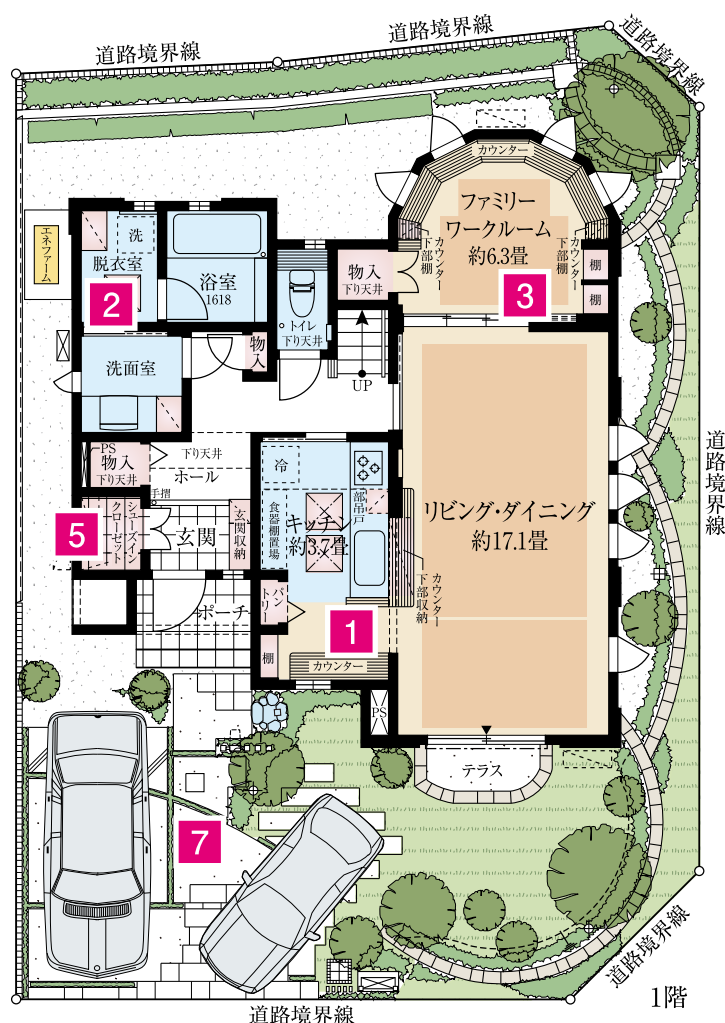 道路境界線
道路境界線
道路境界線
カウンター
ファミリー
ワークルーム
約6.3畳
カウンター
下部棚
カウンター
下部棚
棚
棚
3
エネファーム
洗
脱衣室
2
浴室
1618
トイレ
下り天井
物入
下り天井
物入
洗面室
UP
PS
物入
下り天井
下り天井
ホール
手摺
冷
食器棚置場
キッチン
約3.7畳
部吊戸
リビング・ダイニング
約17.1畳
カウンター
下部収納
道路境界線
5
シューズイン
クローゼット
玄関
玄関収納
ポーチ
パン
トリー
1
棚
カウンター
PS
テラス
7
道路境界線
道路境界線
1階